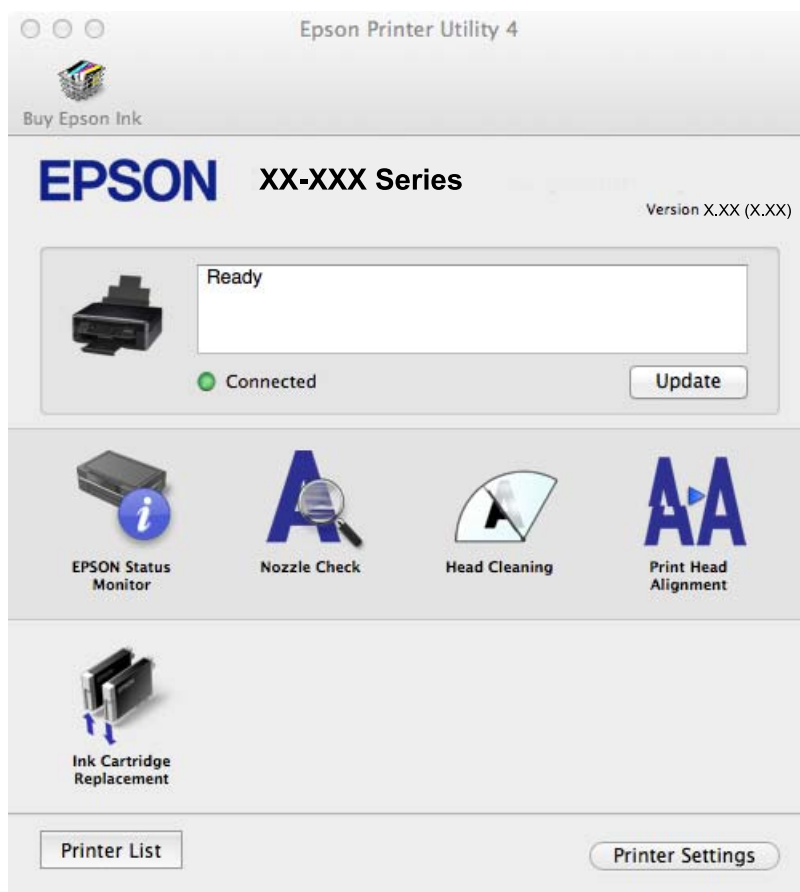 Epson Printer Utility 4
Buy Epson Ink
EPSON XX-XXX Series
Version X.XX (X.XX)
Ready
Connected
Update
EPSON Status
Monitor
Nozzle Check
Head Cleaning
Print Head
Alignment
Ink Cartridge
Replacement
Printer List
Printer Settings